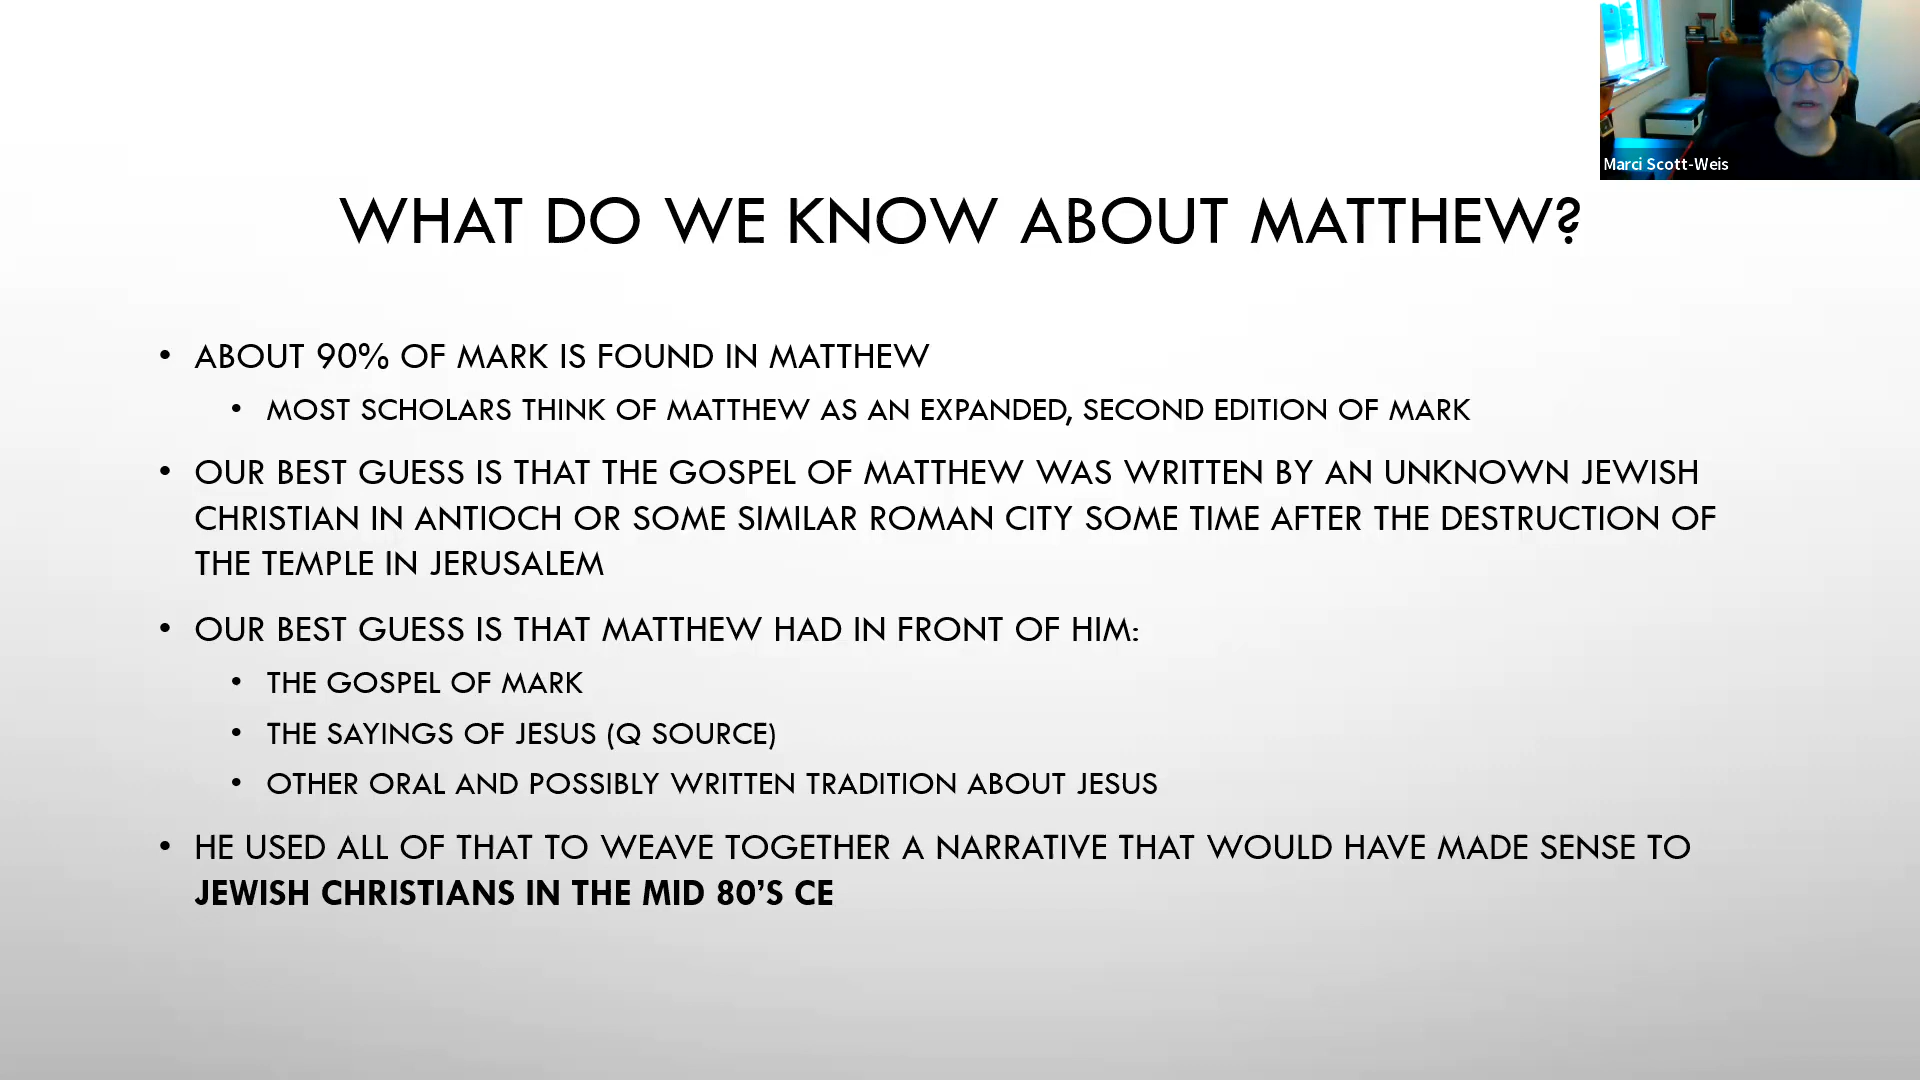 Marci Scott-Weis
WHAT DO WE KNOW ABOUT MATTHEW?
• ABOUT 90% OF MARK IS FOUND IN MATTHEW
• MOST SCHOLARS THINK OF MATTHEW AS AN EXPANDED, SECOND EDITION OF MARK
• OUR BEST GUESS IS THAT THE GOSPEL OF MATTHEW WAS WRITTEN BY AN UNKNOWN JEWISH
CHRISTIAN IN ANTIOCH OR SOME SIMILAR ROMAN CITY SOME TIME AFTER THE DESTRUCTION OF
THE TEMPLE IN JERUSALEM
• OUR BEST GUESS IS THAT MATTHEW HAD IN FRONT OF HIM:
• THE GOSPEL OF MARK
• THE SAYINGS OF JESUS (Q SOURCE)
• OTHER ORAL AND POSSIBLY WRITTEN TRADITION ABOUT JESUS
• HE USED ALL OF THAT TO WEAVE TOGETHER A NARRATIVE THAT WOULD HAVE MADE SENSE TO
JEWISH CHRISTIANS IN THE MID 80’S CE